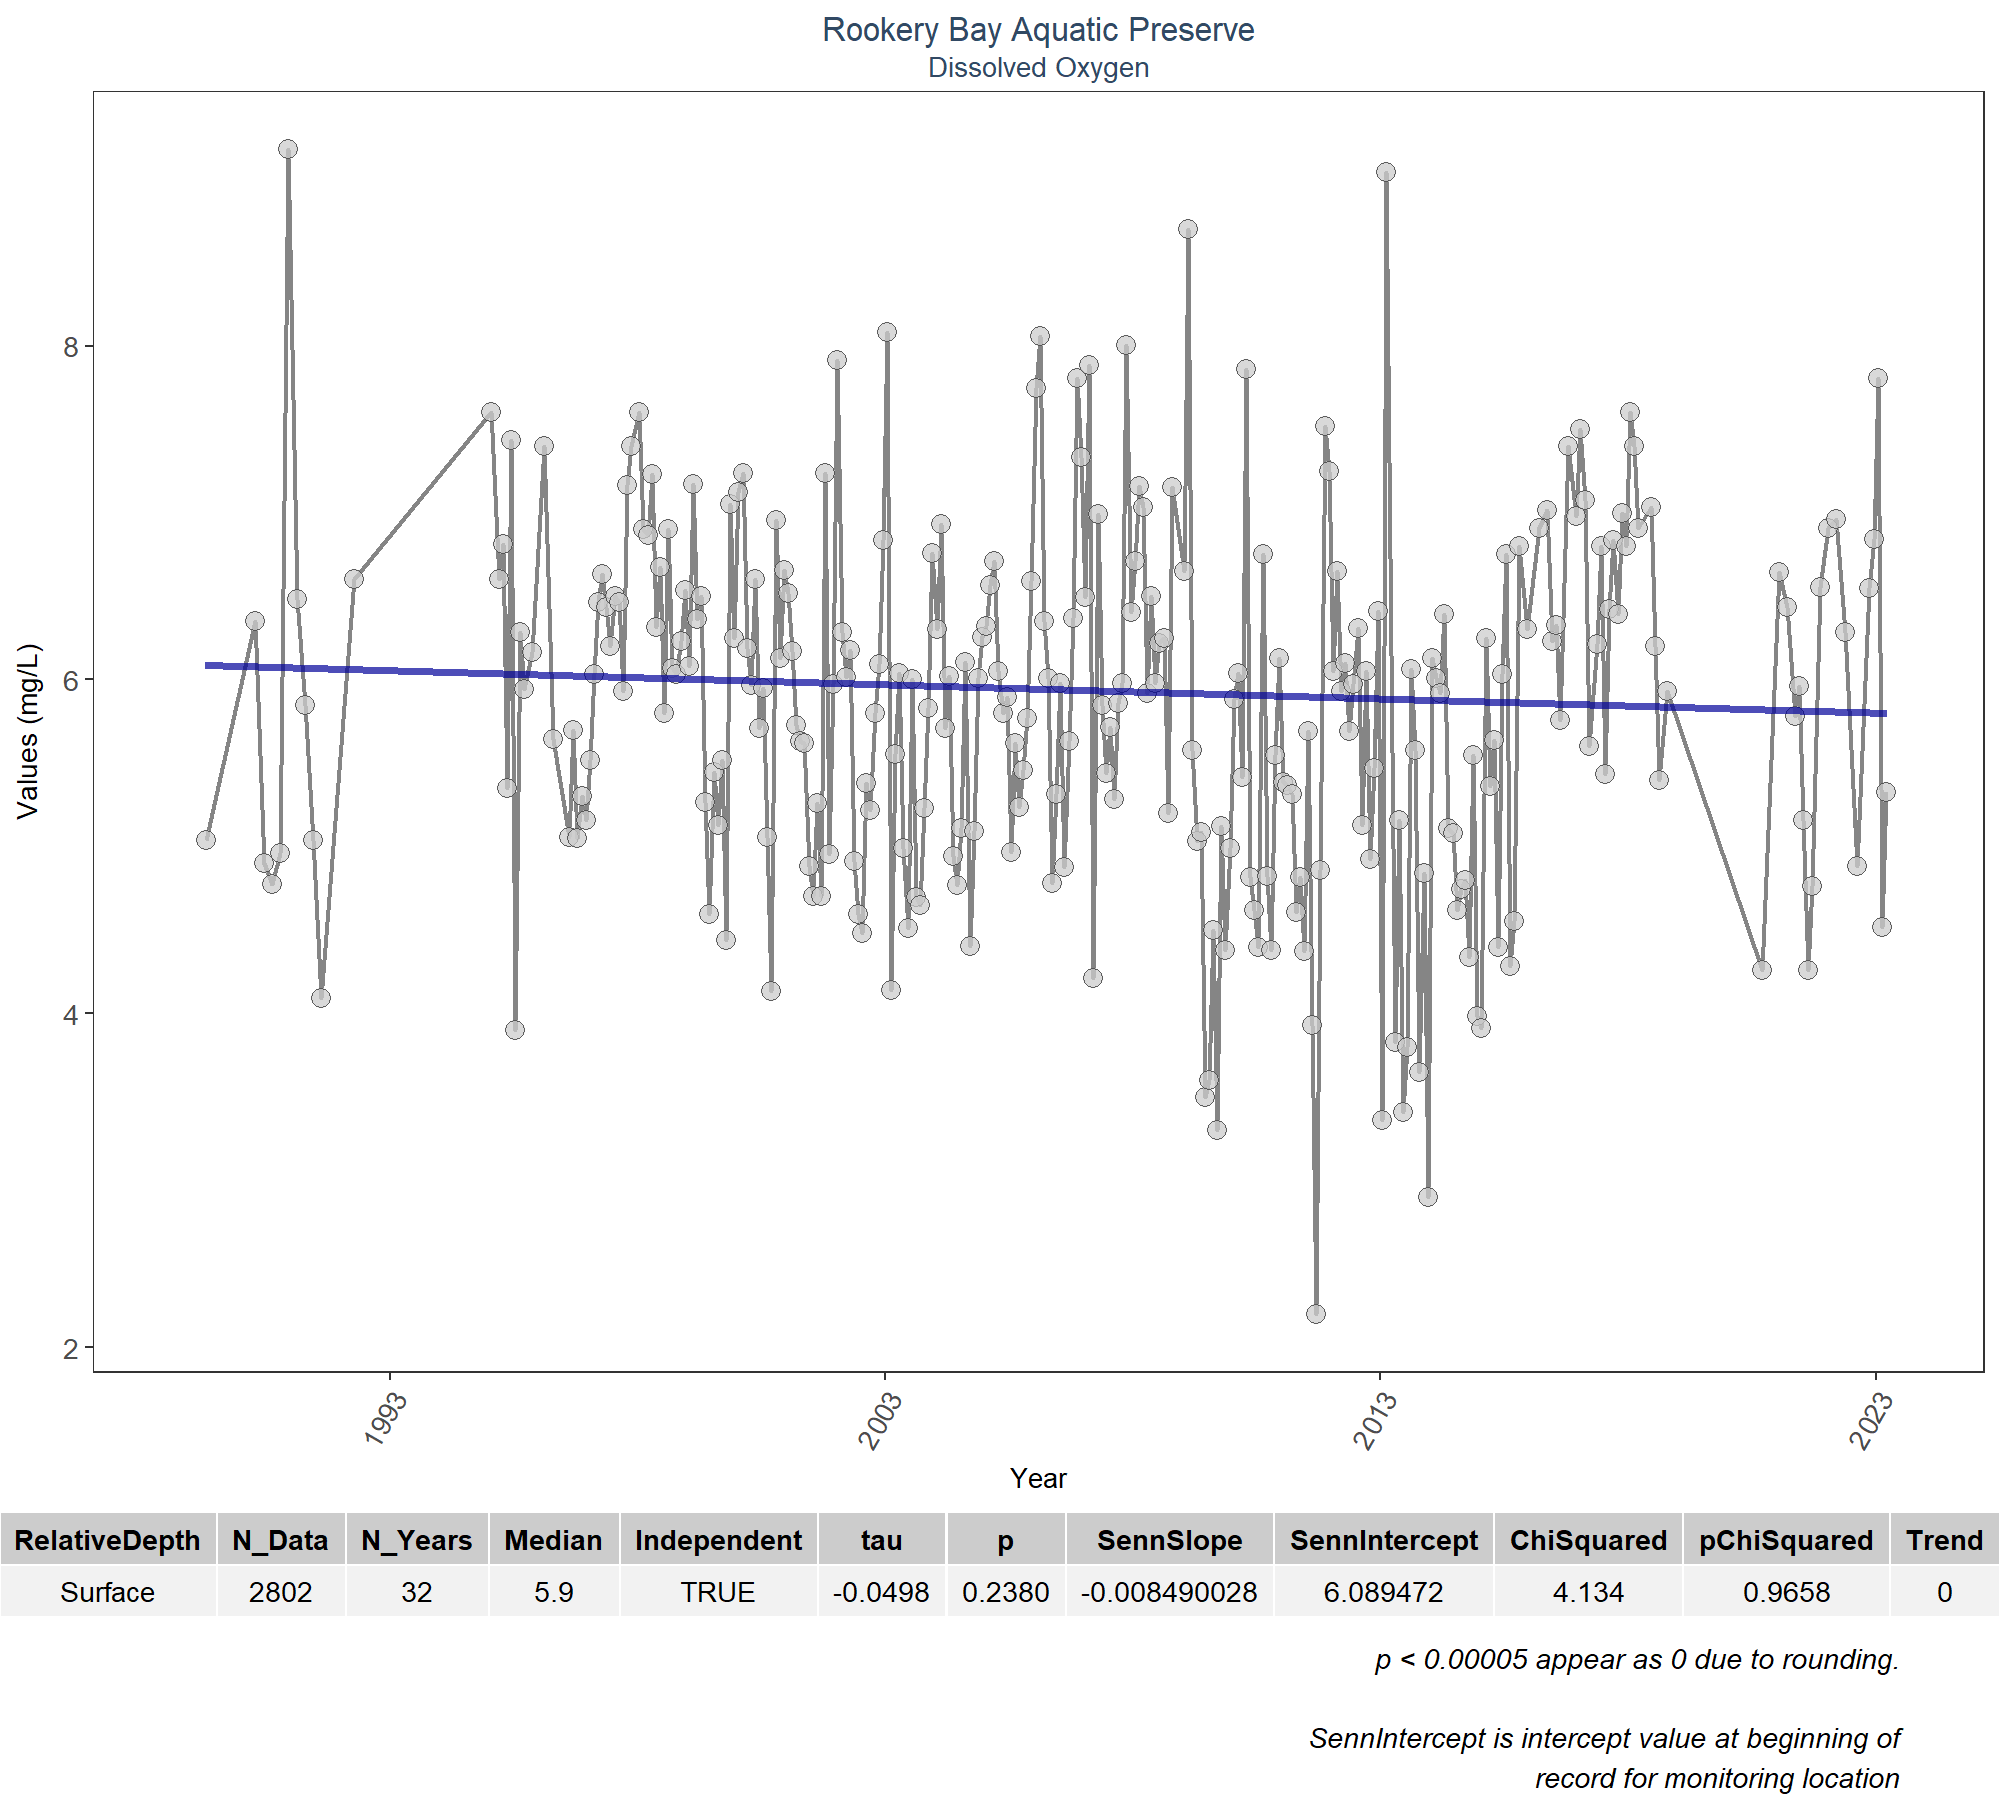 Rookery Bay Aquatic Preserve
Dissolved Oxygen
Values (mg/L)
8
6
4
2
1993
2003
2013
2023
Year
RelativeDepth N_Data N_Years Median Independent tau p SennSlope SennIntercept ChiSquared pChiSquared Trend
Surface 2802 32 5.9 TRUE -0.0498 0.2380 -0.008490028 6.089472 4.134 0.9658 0
p < 0.00005 appear as 0 due to rounding.
SennIntercept is intercept value at beginning of
record for monitoring location